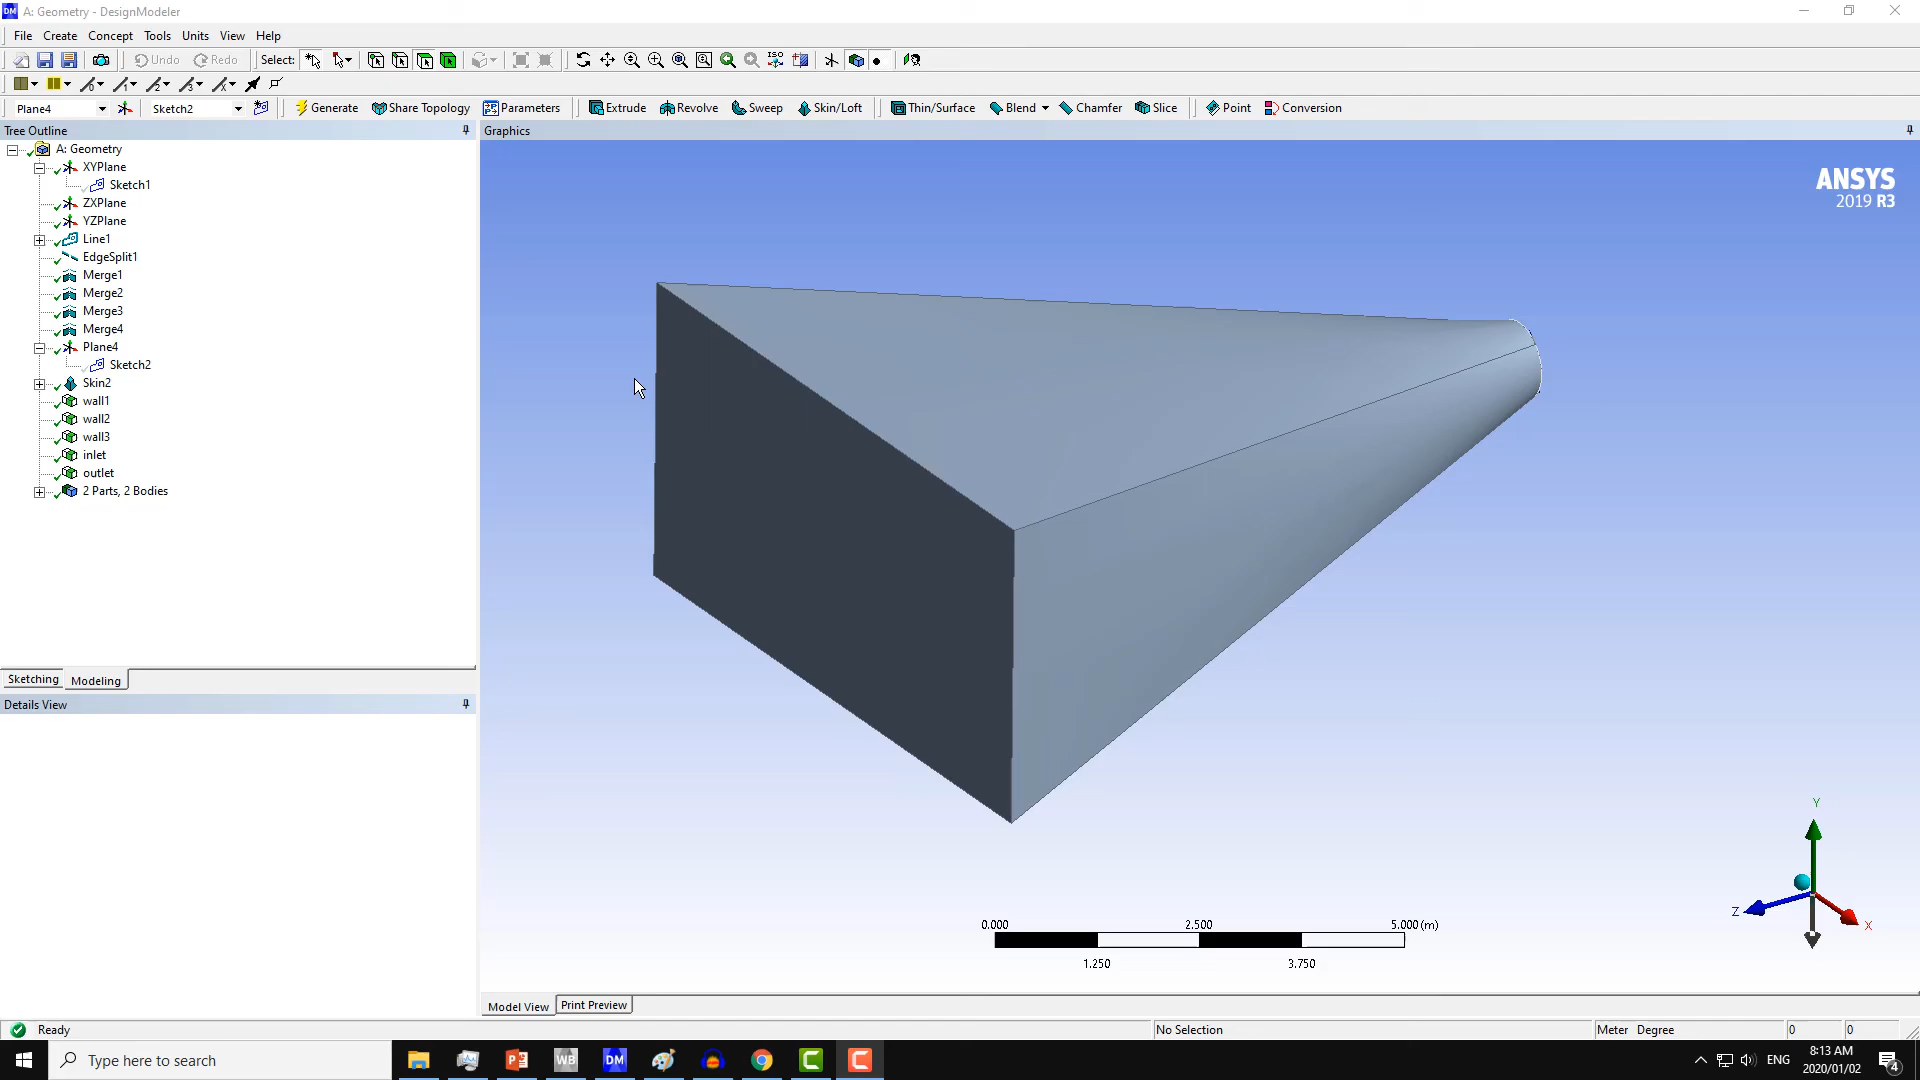 A: Geometry - DesignModeler
File Create Concept Tools Units View Help
Undo Redo Select: ISO
Plane4 Sketch2 Generate Share Topology Parameters Extrude Revolve Sweep Skin/Loft Thin/Surface Blend Chamfer Slice Point Conversion
Tree Outline
Graphics
A: Geometry
XYPlane
Sketch1
ZXPlane
YZPlane
Line1
EdgeSplit1
Merge1
Merge2
Merge3
Merge4
Plane4
Sketch2
Skin2
wall1
wall2
wall3
inlet
outlet
2 Parts, 2 Bodies
Sketching Modeling
Details View
ANSYS
2019 R3
Y
Z
X
0.000 2.500 5.000 (m)
1.250 3.750
Model View Print Preview
Ready No Selection Meter Degree 0 0
Type here to search
WB
DM
ENG
8:13 AM
2020/01/02
4